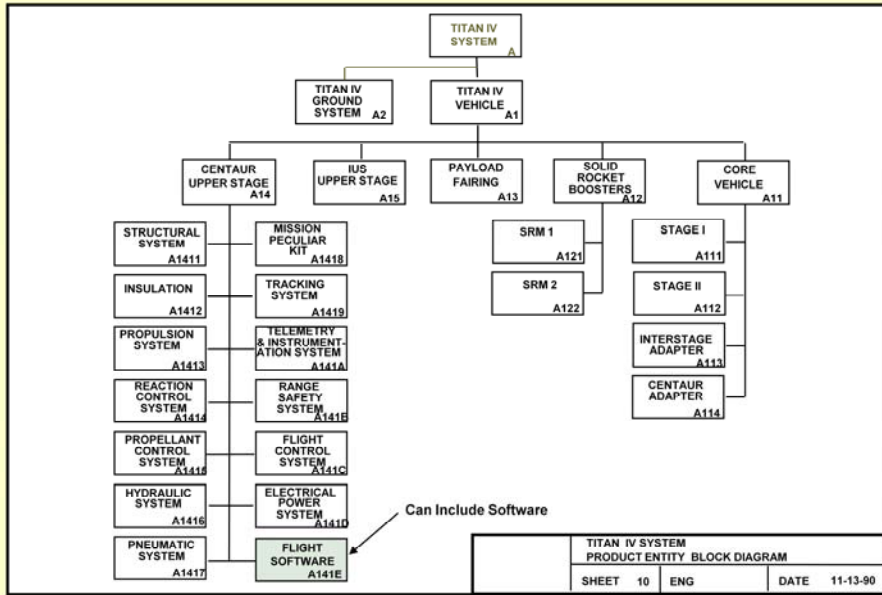 TITAN IV
SYSTEM
A
TITAN IV
GROUND
SYSTEM
A2
TITAN IV
VEHICLE
A1
CENTAUR
UPPER STAGE
A14
IUS
UPPER STAGE
A15
PAYLOAD
FAIRING
A13
SOLID
ROCKET
BOOSTERS
A12
CORE
VEHICLE
A11
STRUCTURAL
SYSTEM
A1411
MISSION
PECULIAR
KIT
A1418
INSULATION
A1412
TRACKING
SYSTEM
A1419
PROPULSION
SYSTEM
A1413
TELEMETRY
& INSTRUMENT-
ATION SYSTEM
A141A
REACTION
CONTROL
SYSTEM
A1414
RANGE
SAFETY
SYSTEM
A141B
PROPELLANT
CONTROL
SYSTEM
A1415
FLIGHT
CONTROL
SYSTEM
A141C
HYDRAULIC
SYSTEM
A1416
ELECTRICAL
POWER
SYSTEM
A141D
PNEUMATIC
SYSTEM
A1417
FLIGHT
SOFTWARE
A141E
SRM 1
A121
SRM 2
A122
STAGE I
A111
STAGE II
A112
INTERSTAGE
ADAPTER
A113
CENTAUR
ADAPTER
A114
Can Include Software
TITAN IV SYSTEM
PRODUCT ENTITY BLOCK DIAGRAM
SHEET 10 ENG DATE 11-13-90